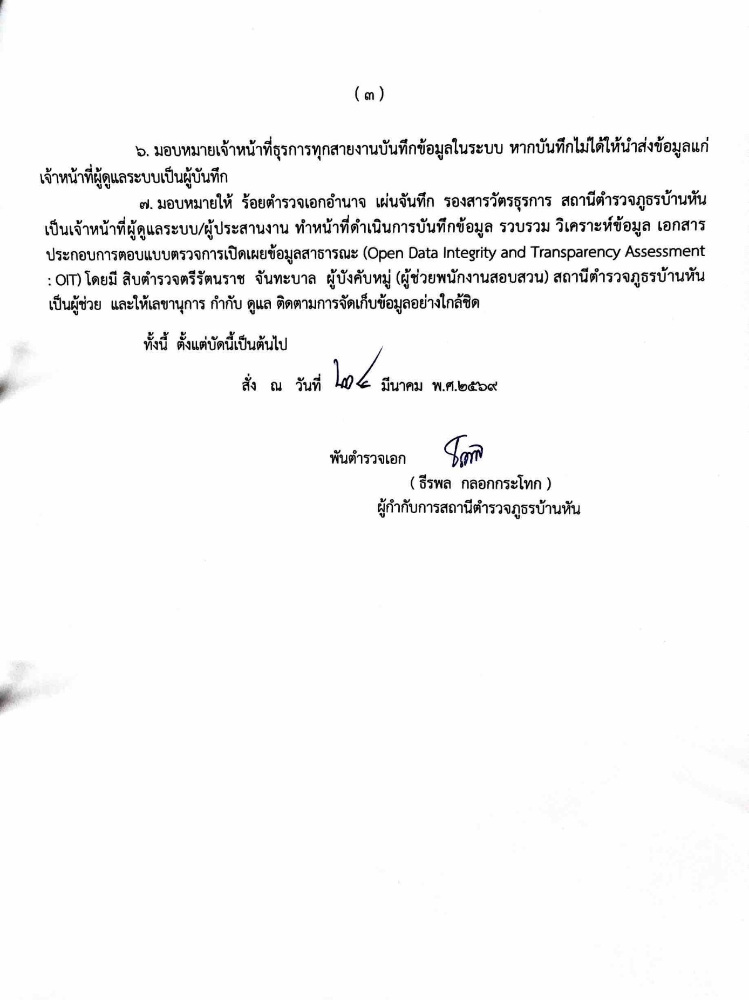 ( ๓ )
๖. มอบหมายเจ้าหน้าที่ธุรการทุกสายงานบันทึกข้อมูลในระบบ หากบันทึกไม่ได้ให้นำส่งข้อมูลแก่
เจ้าหน้าที่ผู้ดูแลระบบเป็นผู้บันทึก
๗. มอบหมายให้ ร้อยตำรวจเอกอำนาจ เผ่นจันทึก รองสารวัตรธุรการ สถานีตำรวจภูธรบ้านหัน
เป็นเจ้าหน้าที่ผู้ดูแลระบบ/ผู้ประสานงาน ทำหน้าที่ดำเนินการบันทึกข้อมูล รวบรวม วิเคราะห์ข้อมูล เอกสาร
ประกอบการตอบแบบตรวจการเปิดเผยข้อมูลสาธารณะ (Open Data Integrity and Transparency Assessment
: OIT) โดยมี สิบตำรวจตรีรัตนราช จันทะบาล ผู้บังคับหมู่ (ผู้ช่วยพนักงานสอบสวน) สถานีตำรวจภูธรบ้านหัน
เป็นผู้ช่วย และให้เลขานุการ กำกับ ดูแล ติดตามการจัดเก็บข้อมูลอย่างใกล้ชิด
ทั้งนี้ ตั้งแต่บัดนี้เป็นต้นไป
สั่ง ณ วันที่ มีนาคม พ.ศ.๒๕๖๙
พันตำรวจเอก
( ธีรพล กลอกกระโทก )
ผู้กำกับการสถานีตำรวจภูธรบ้านหัน